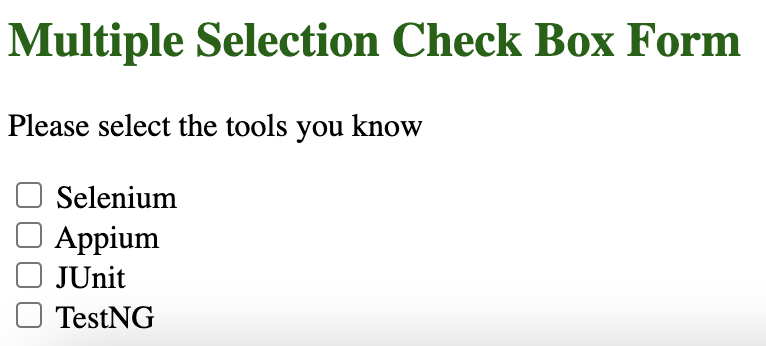 Multiple Selection Check Box Form
Please select the tools you know
Selenium
Appium
JUnit
TestNG